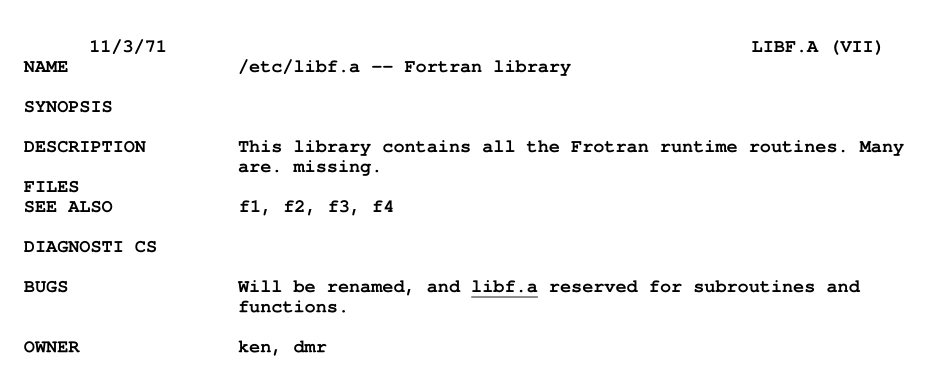 11/3/71 LIBF.A (VII)
NAME /etc/libf.a -- Fortran library
SYNOPSIS
DESCRIPTION This library contains all the Frotran runtime routines. Many
are. missing.
FILES
SEE ALSO f1, f2, f3, f4
DIAGNOSTI CS
BUGS Will be renamed, and libf.a reserved for subroutines and
functions.
OWNER ken, dmr